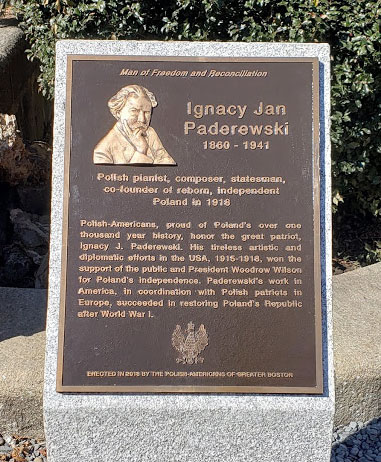 Man of Freedom and Reconciliation
Ignacy Jan
Paderewski
1860 - 1941
Polish pianist, composer, statesman,
co-founder of reborn, independent
Poland in 1918
Polish-Americans, proud of Poland's over one
thousand year history, honor the great patriot,
Ignacy J. Paderewski. His tireless artistic and
diplomatic efforts in the USA, 1915-1918, won the
support of the public and President Woodrow Wilson
for Poland's independence. Paderewski's work in
America, in coordination with Polish patriots in
Europe, succeeded in restoring Poland's Republic
after World War I.
ERECTED IN 2018 BY THE POLISH-AMERICANS OF GREATER BOSTON